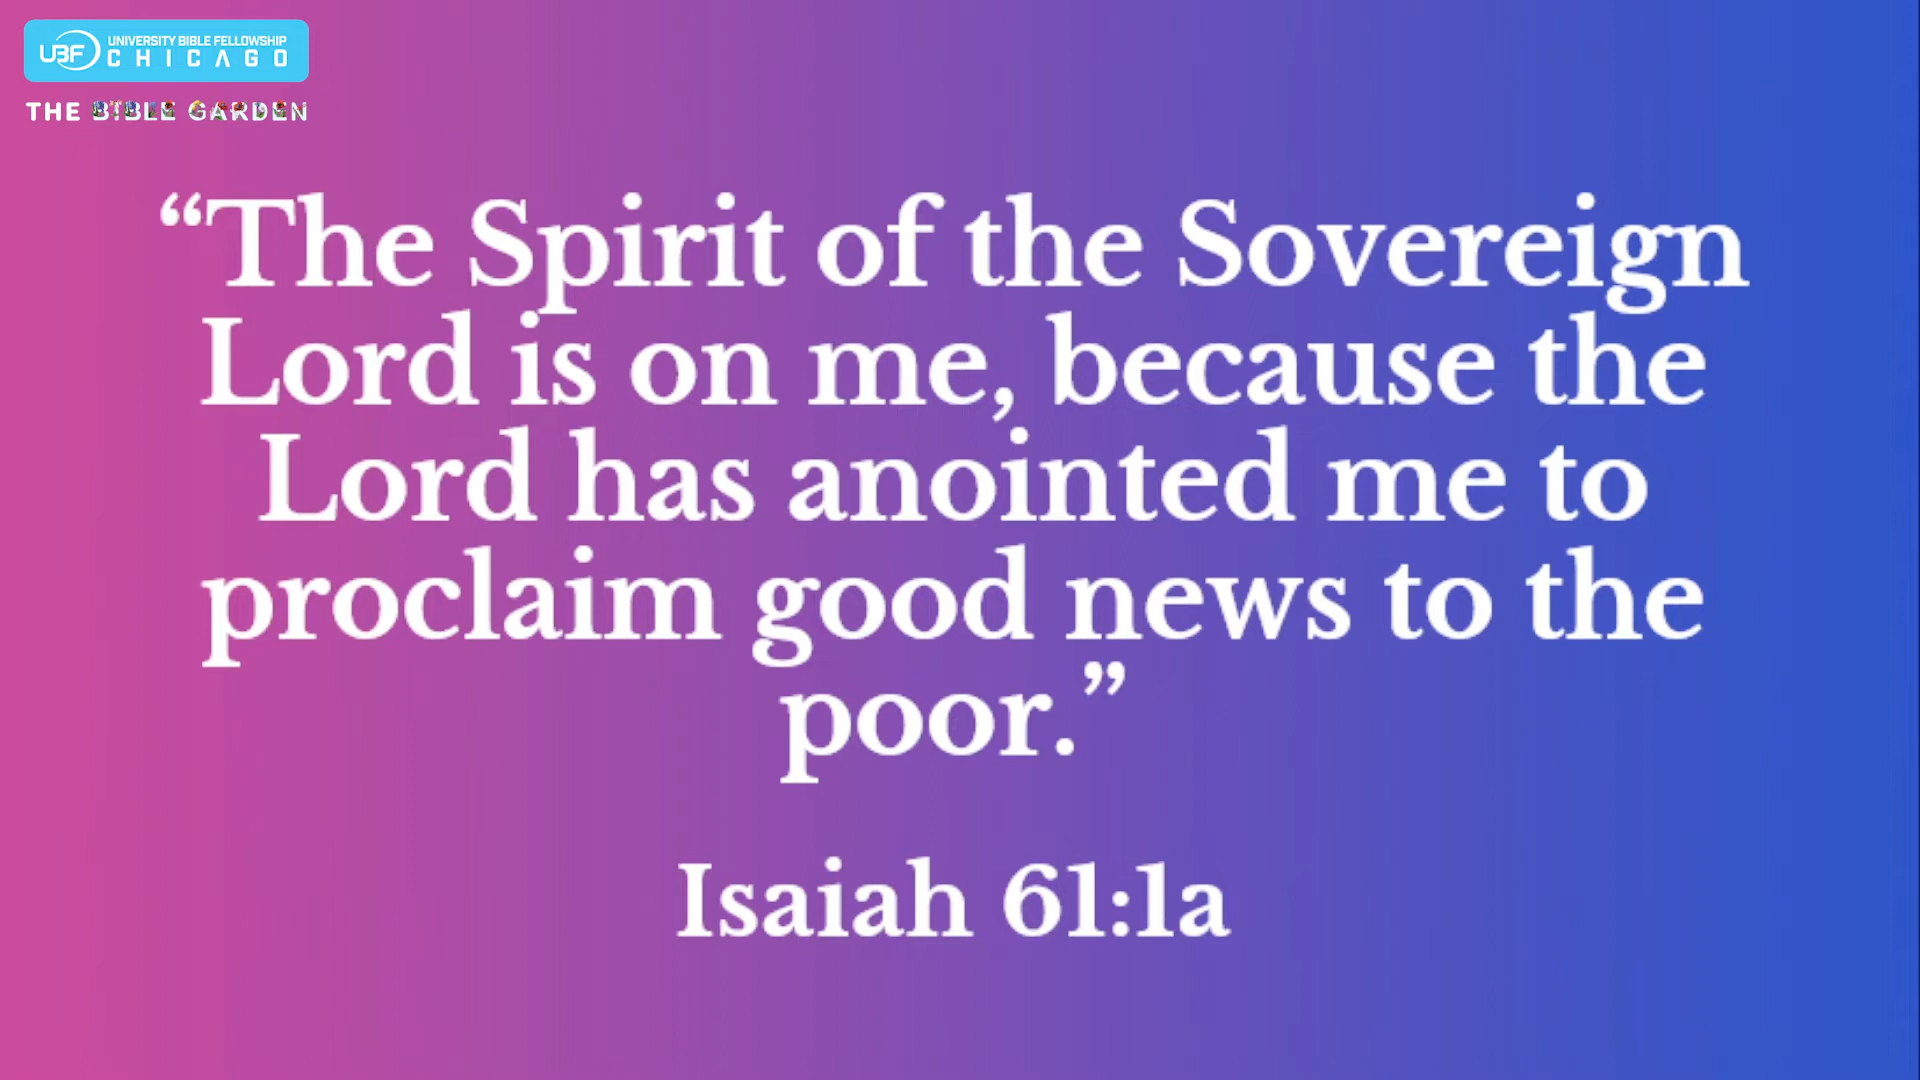 UBF UNIVERSITY BIBLE FELLOWSHIP
CHICAGO
THE BIBLE GARDEN
“The Spirit of the Sovereign
Lord is on me, because the
Lord has anointed me to
proclaim good news to the
poor.”
Isaiah 61:1a